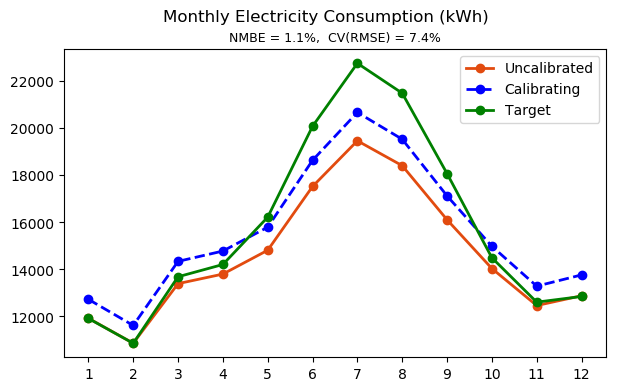 Monthly Electricity Consumption (kWh)
NMBE = 1.1%,  CV(RMSE) = 7.4%
Uncalibrated
Calibrating
Target
22000
20000
18000
16000
14000
12000
1 2 3 4 5 6 7 8 9 10 11 12